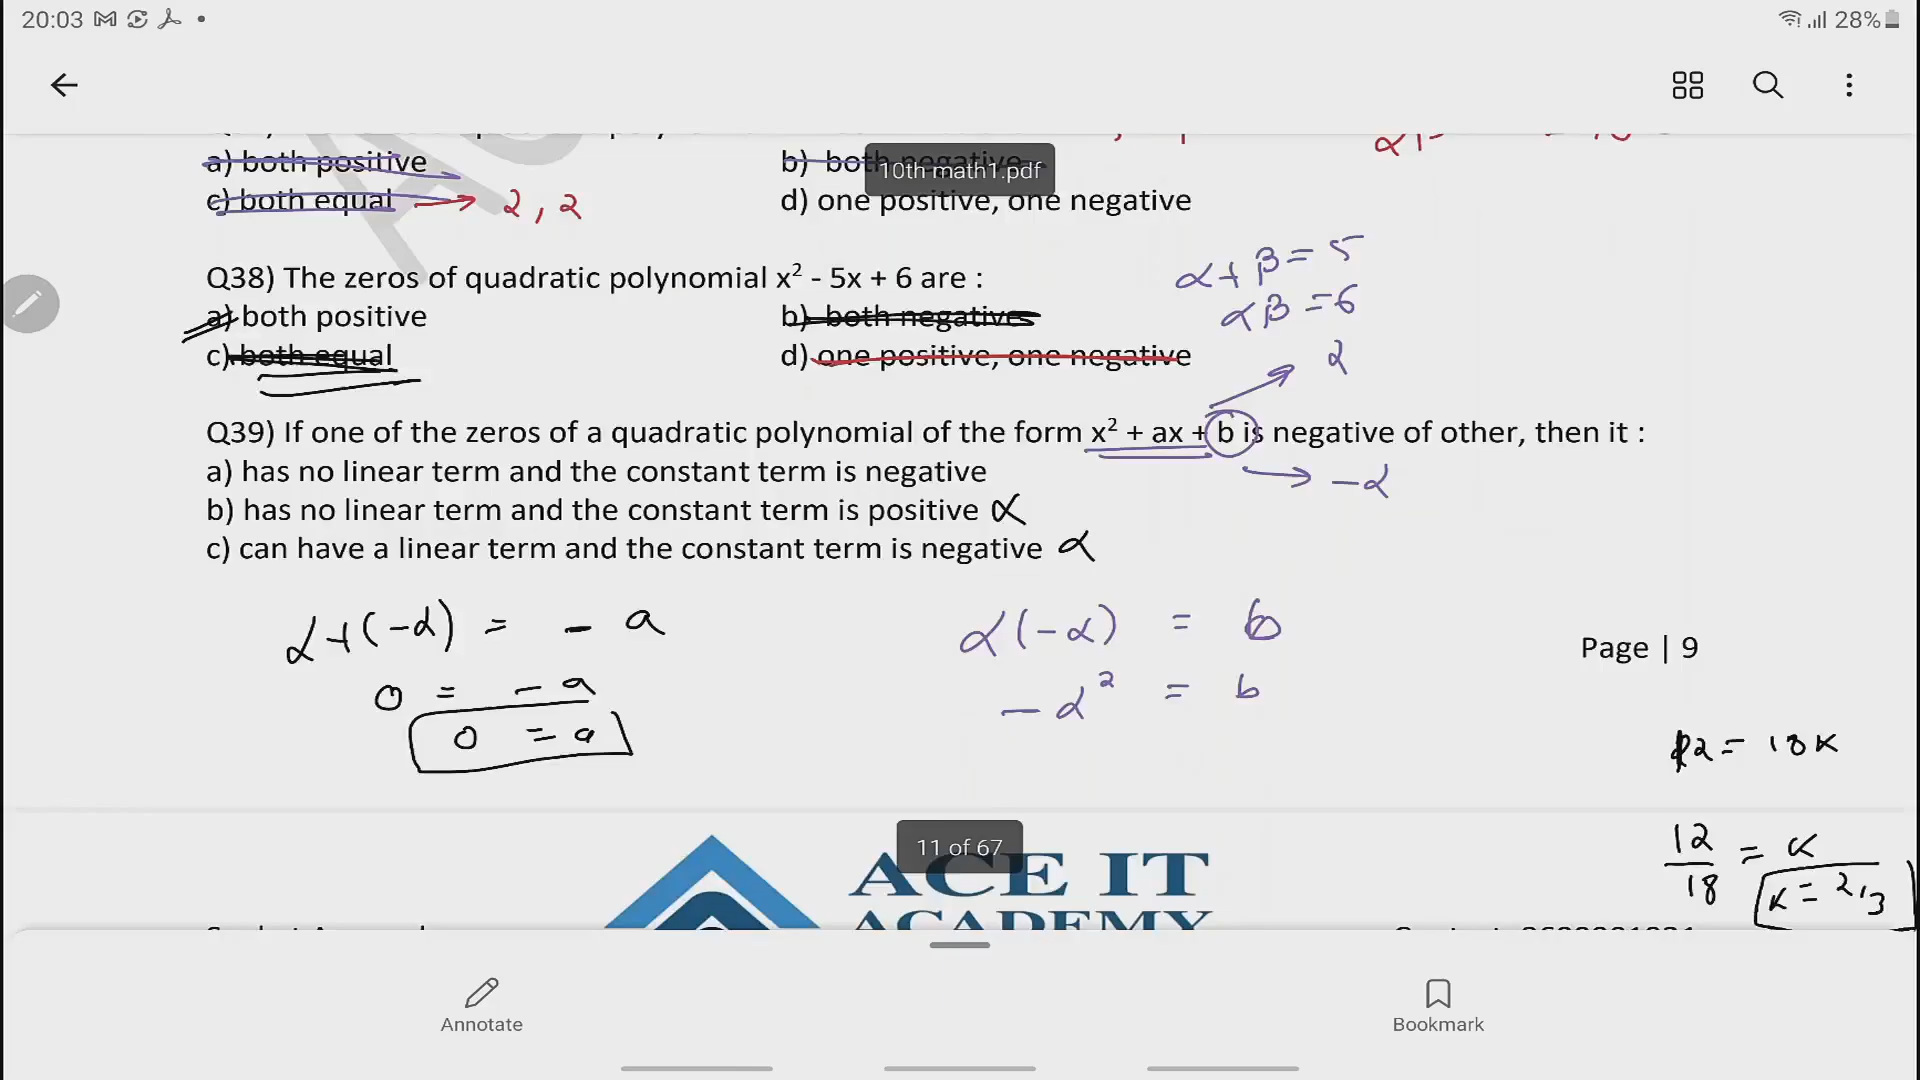 20:03
28%
a) both positive
b) both negative
10th math1.pdf
c) both equal → 2, 2
d) one positive, one negative
α + β = 5
Q38) The zeros of quadratic polynomial x² - 5x + 6 are :
αβ = 6
a) both positive
b) both negative
c) both equal
d) one positive, one negative
α
Q39) If one of the zeros of a quadratic polynomial of the form x² + ax + b is negative of other, then it :
a) has no linear term and the constant term is negative
-α
b) has no linear term and the constant term is positive
c) can have a linear term and the constant term is negative
α + (-α) = - a
α (-α) = b
Page | 9
0 = - a
-α² = b
0 = a
12 = 18K
11 of 67
12/18 = K
ACE IT
K = 2/3
ACADEMY
Annotate
Bookmark